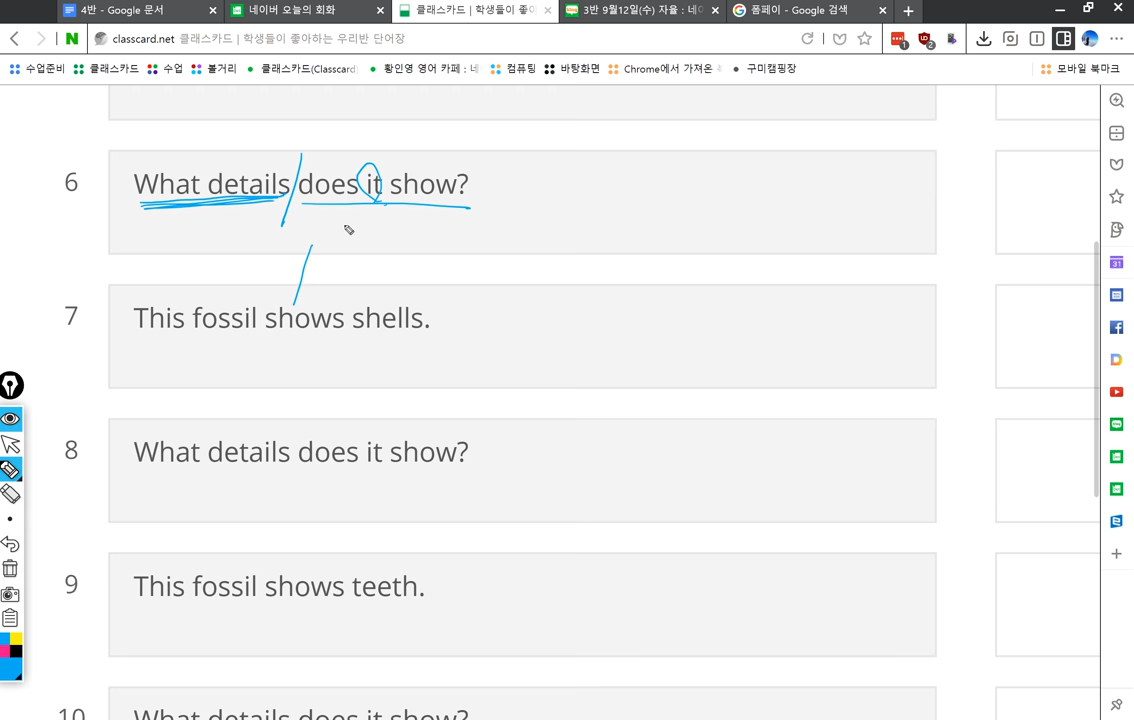 4반 - Google 문서
네이버 오늘의 회화
클래스카드 | 학생들이 좋아
3반 9월12일(수) 자율 : 네이
폼페이 - Google 검색
classcard.net 클래스카드 | 학생들이 좋아하는 우리반 단어장
수업준비
클래스카드
수업
볼거리
클래스카드(Classcard
황인영 영어 카페 : 네
컴퓨팅
바탕화면
Chrome에서 가져온
구미캠핑장
모바일 북마크
6 What details does it show?
7 This fossil shows shells.
8 What details does it show?
9 This fossil shows teeth.
10 What details does it show?